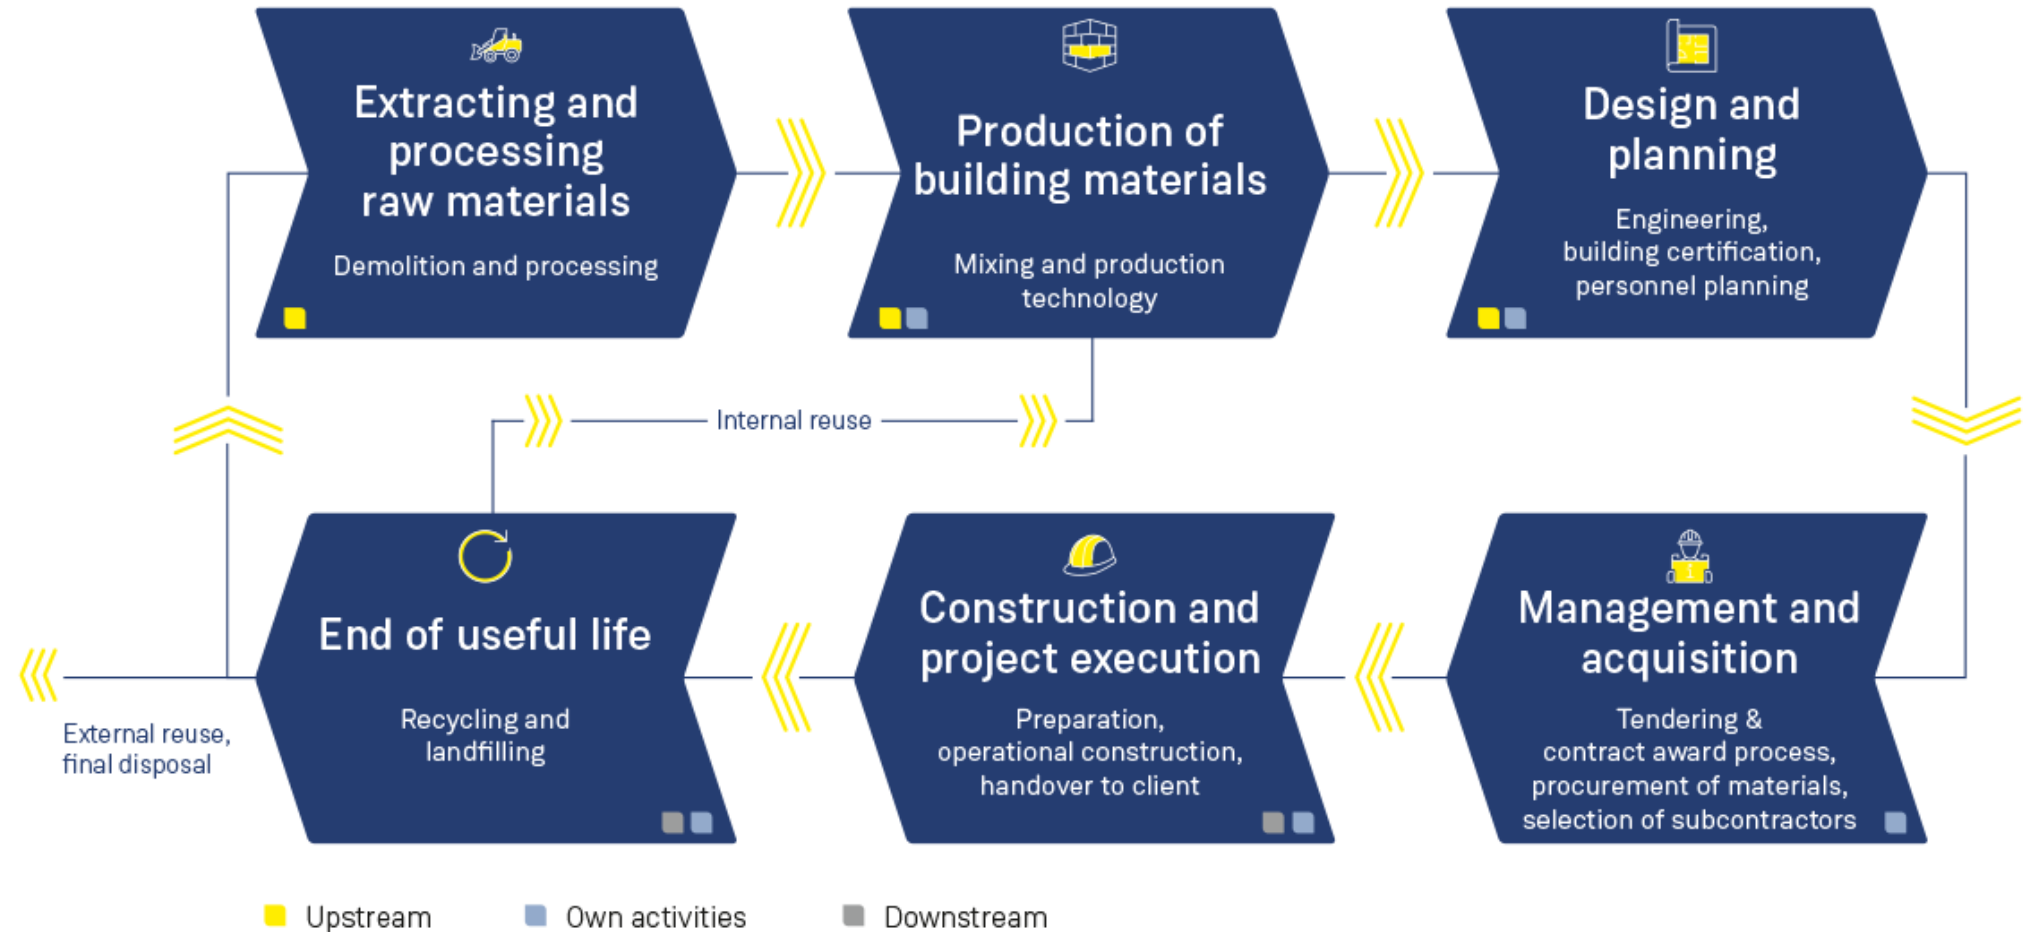 Extracting and
processing
raw materials
Demolition and processing
Production of
building materials
Mixing and production
technology
Design and
planning
Engineering,
building certification,
personnel planning
Internal reuse
End of useful life
Recycling and
landfilling
Construction and
project execution
Preparation,
operational construction,
handover to client
Management and
acquisition
Tendering &
contract award process,
procurement of materials,
selection of subcontractors
External reuse,
final disposal
Upstream
Own activities
Downstream